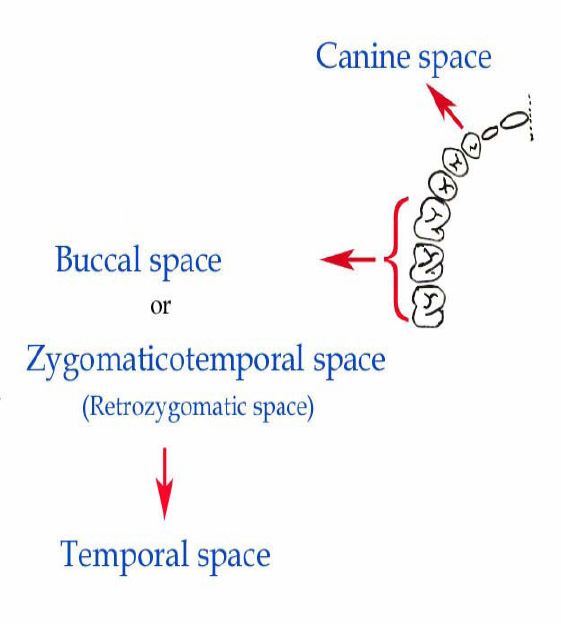 Canine space
Buccal space
or
Zygomaticotemporal space
(Retrozygomatic space)
Temporal space